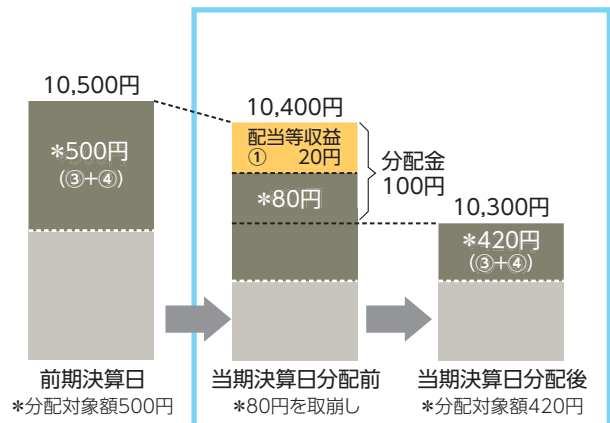 10,500円
*500円
(③+④)
前期決算日
*分配対象額500円
10,400円
配当等収益
① 20円
*80円
分配金
100円
当期決算日分配前
*80円を取崩し
10,300円
*420円
(③+④)
当期決算日分配後
*分配対象額420円